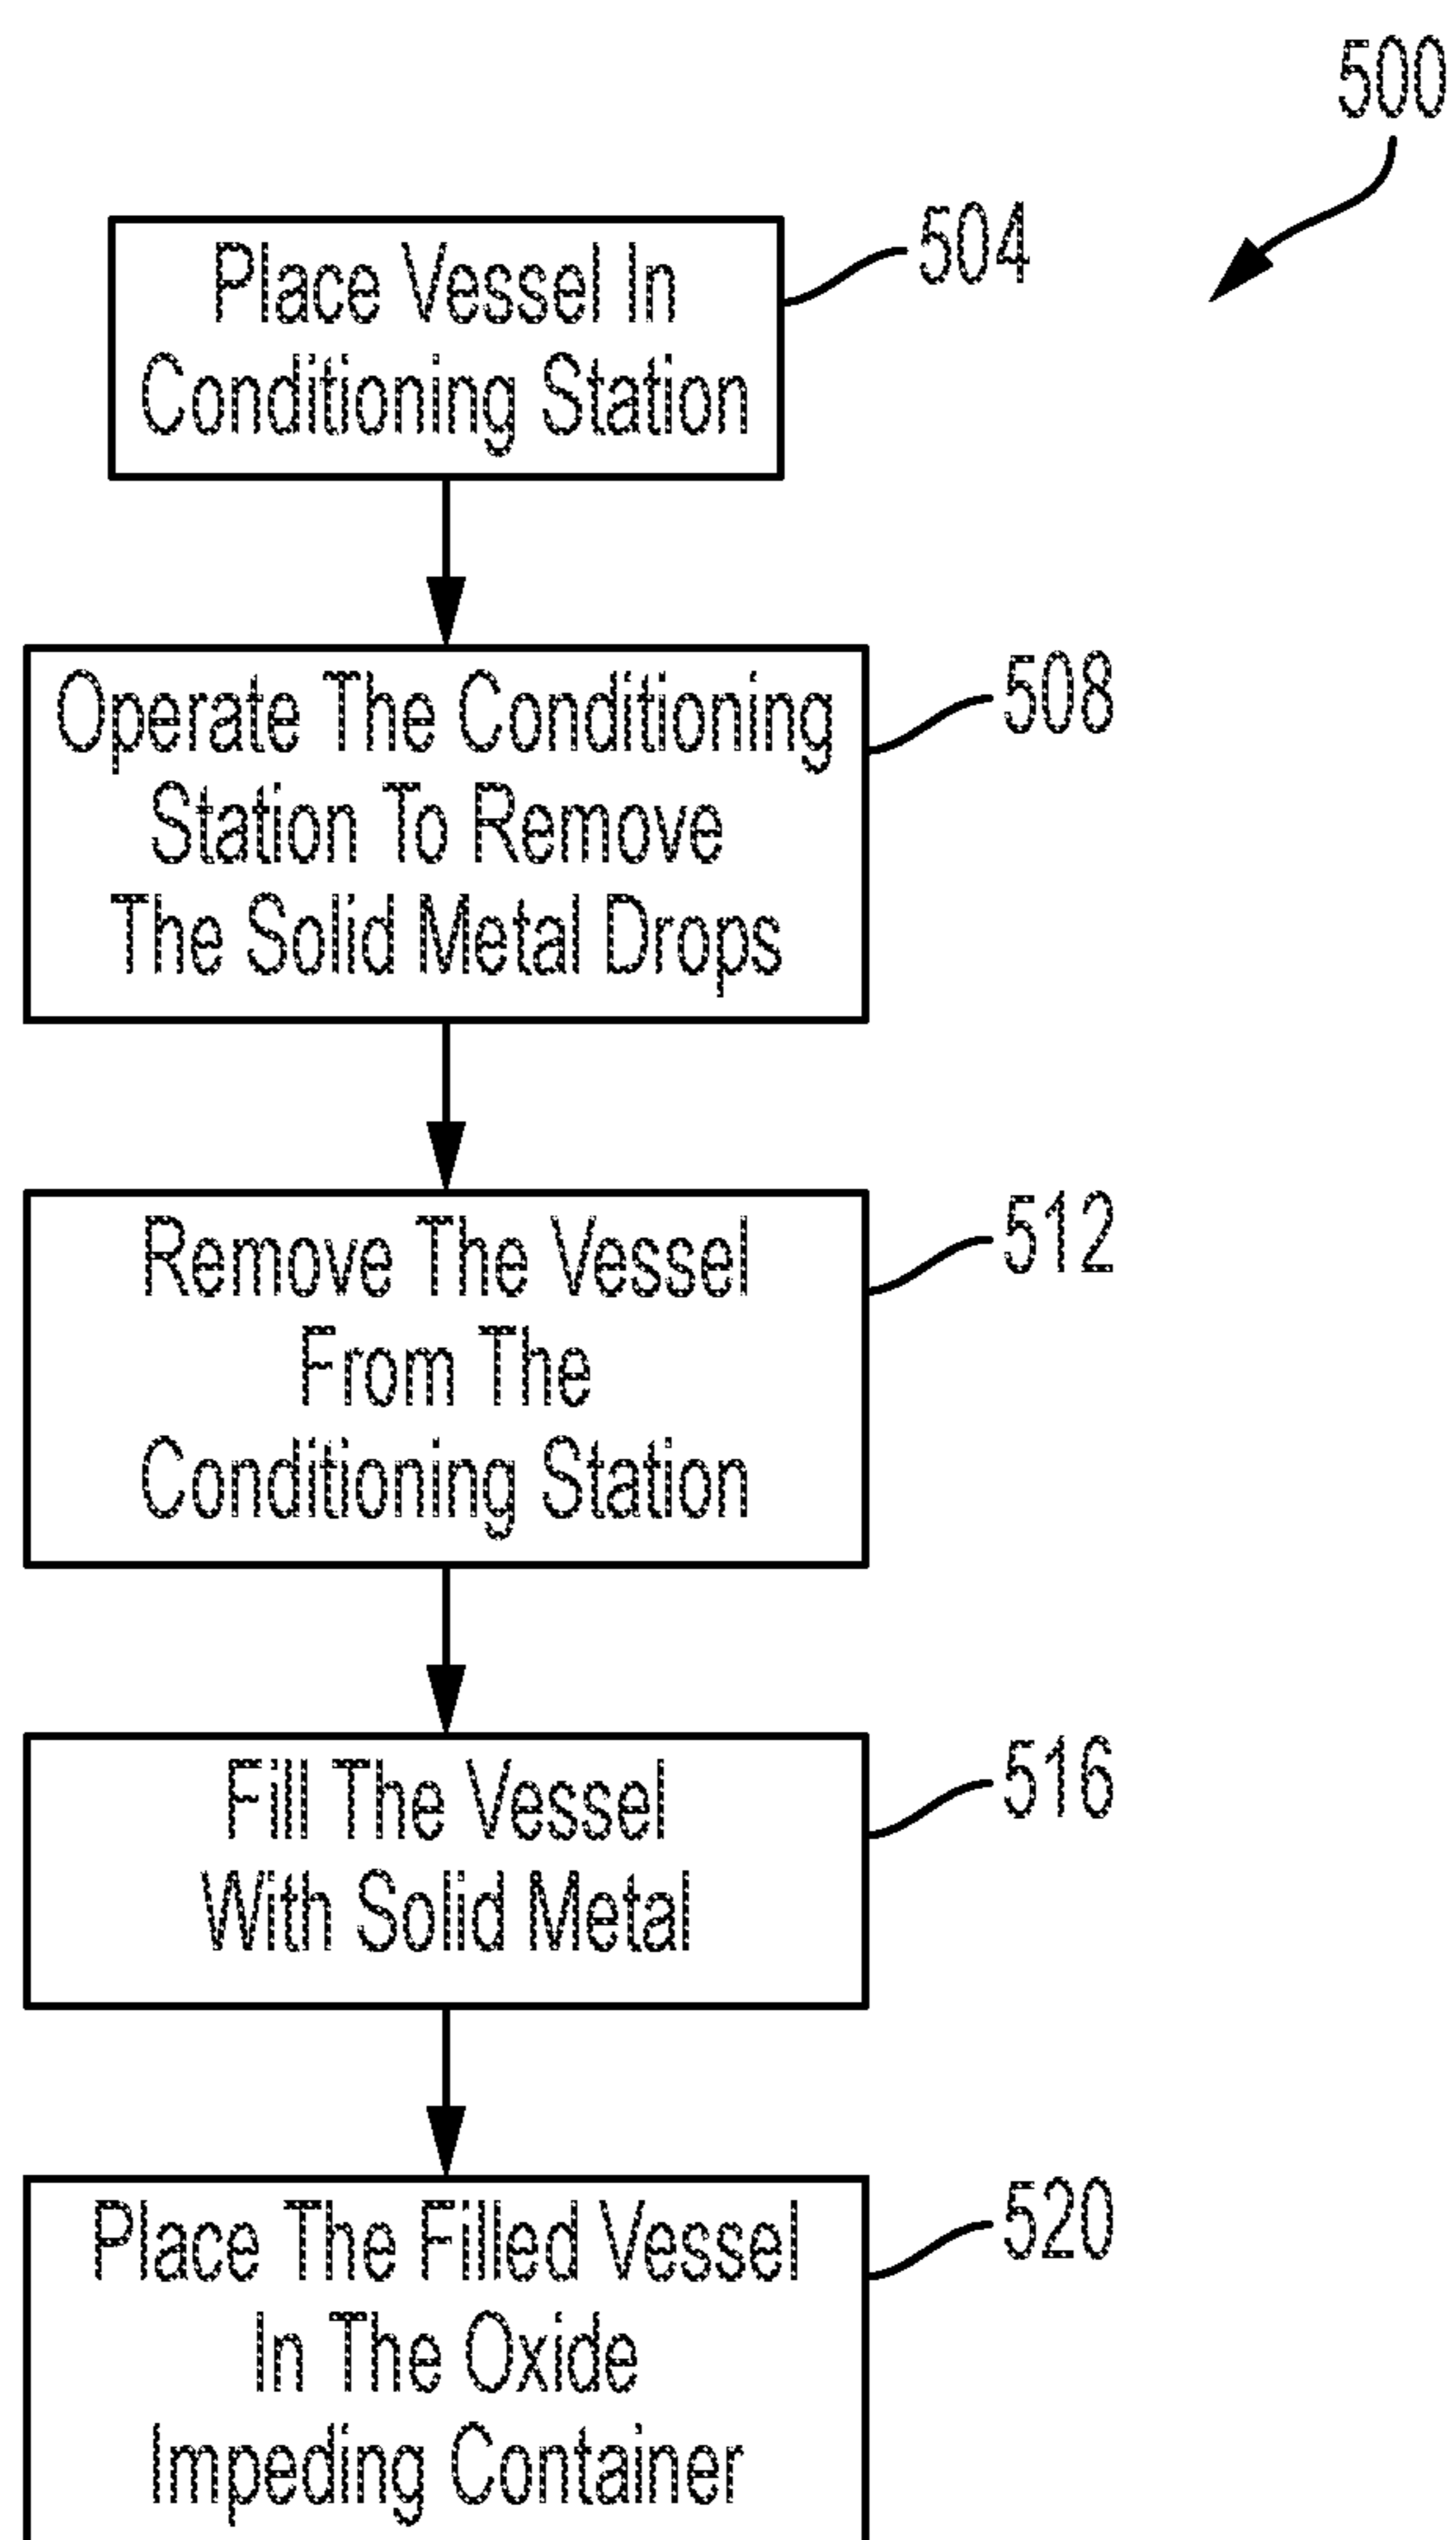 500
Place Vessel In
Conditioning Station
504
Operate The Conditioning
Station To Remove
The Solid Metal Drops
508
Remove The Vessel
From The
Conditioning Station
512
Fill The Vessel
With Solid Metal
516
Place The Filled Vessel
In The Oxide
Impeding Container
520